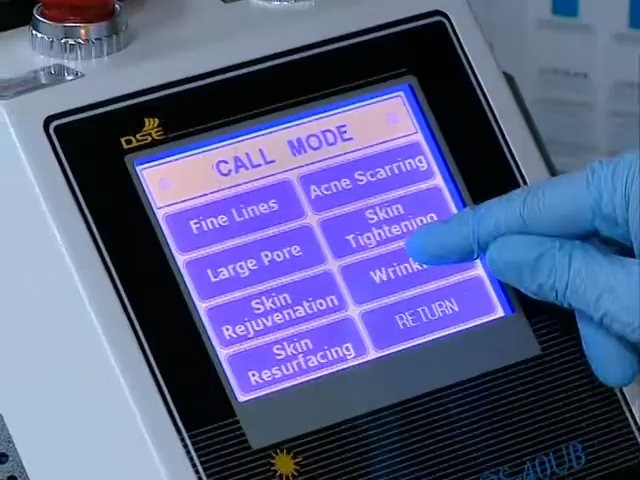 DSE
CALL MODE
Fine Lines
Acne Scarring
Large Pore
Skin
Tightening
Skin
Rejuvenation
Skin
Resurfacing
RETURN